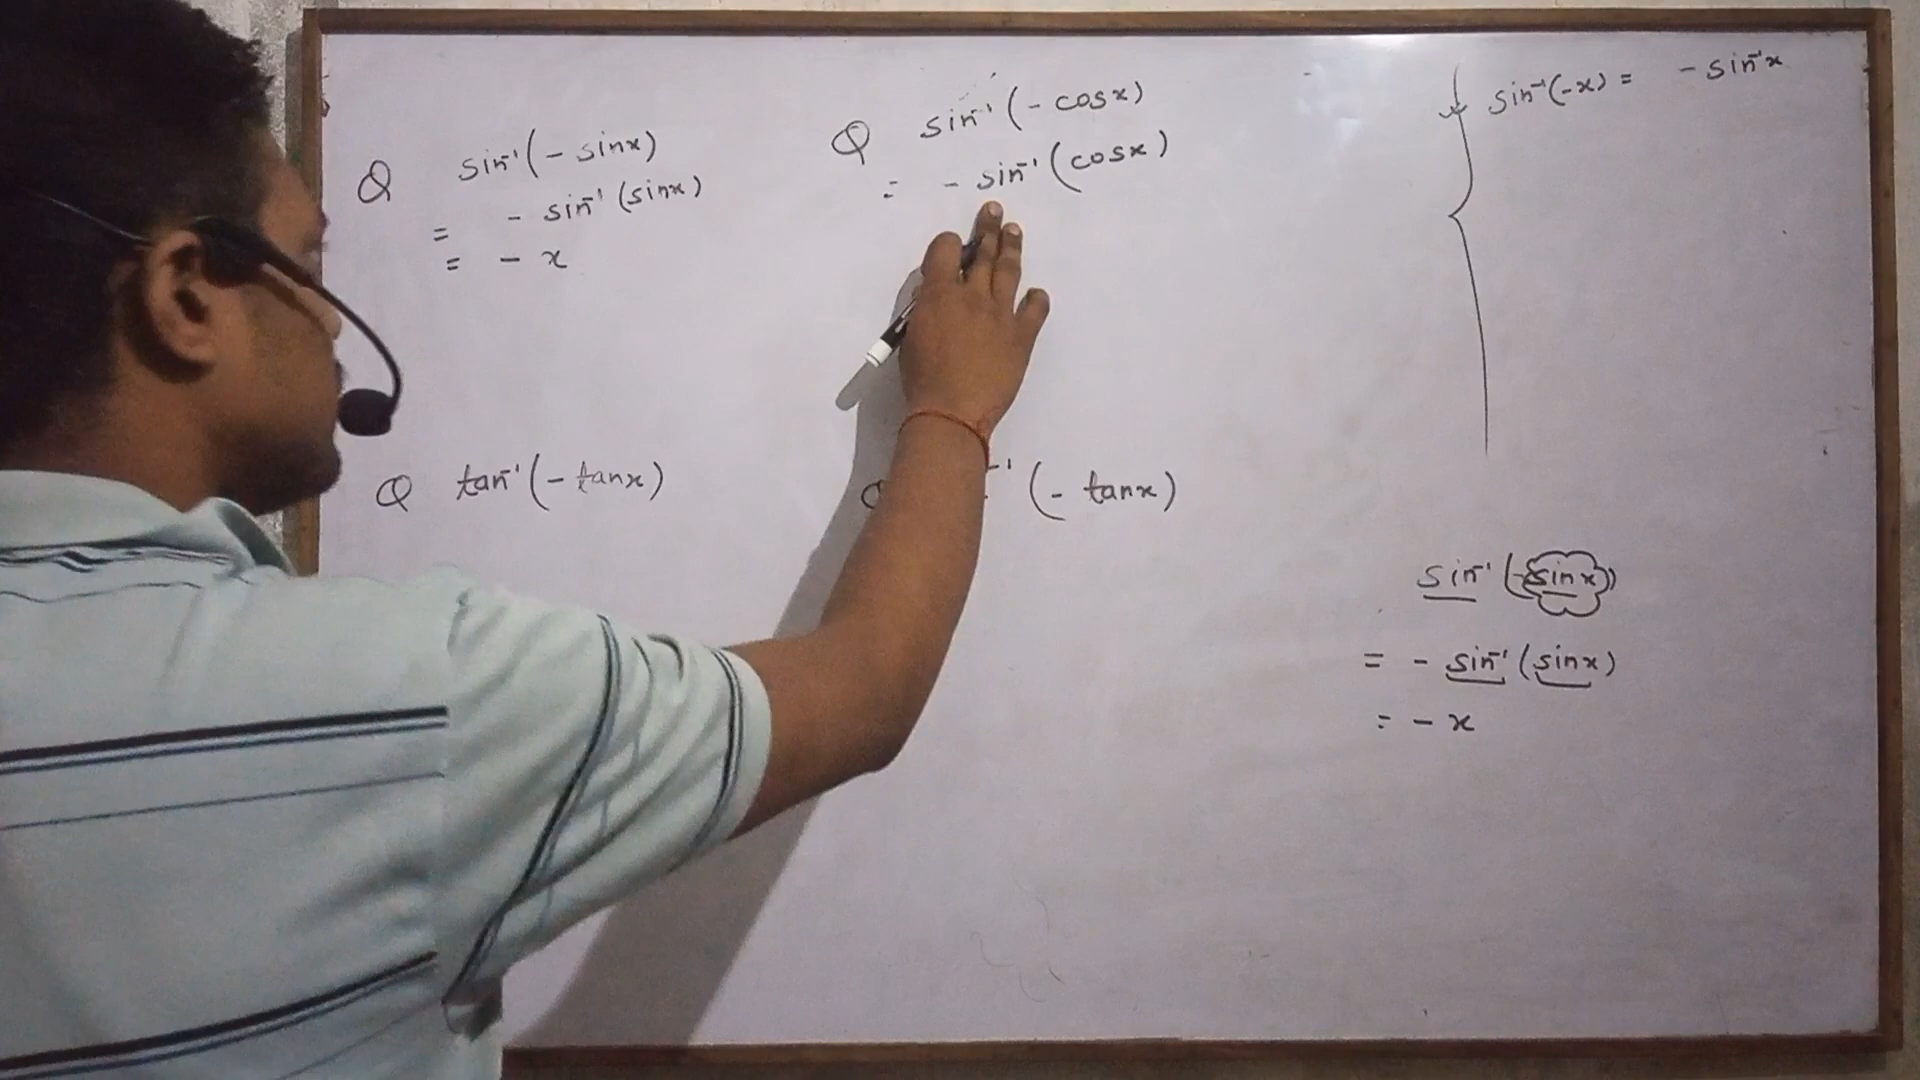 Q sin⁻¹(- sinx)
= - sin⁻¹(sinx)
= - x
Q sin⁻¹(- cosx)
= - sin⁻¹(cosx)
sin⁻¹(-x) = - sin⁻¹x
Q tan⁻¹(- tanx)
⁻¹(- tanx)
sin⁻¹(-sinx)
= - sin⁻¹(sinx)
= - x